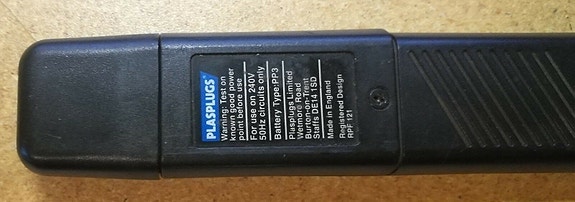 PLASPLUGS
Warning: Test on
known good power
point before use
For use on 240V
50Hz circuits only
Battery Type:PP3
Plasplugs Limited
Wetmore Road
Burton-on-Trent
Staffs DE14 1SD
Made in England
Registered Design
RPF 121